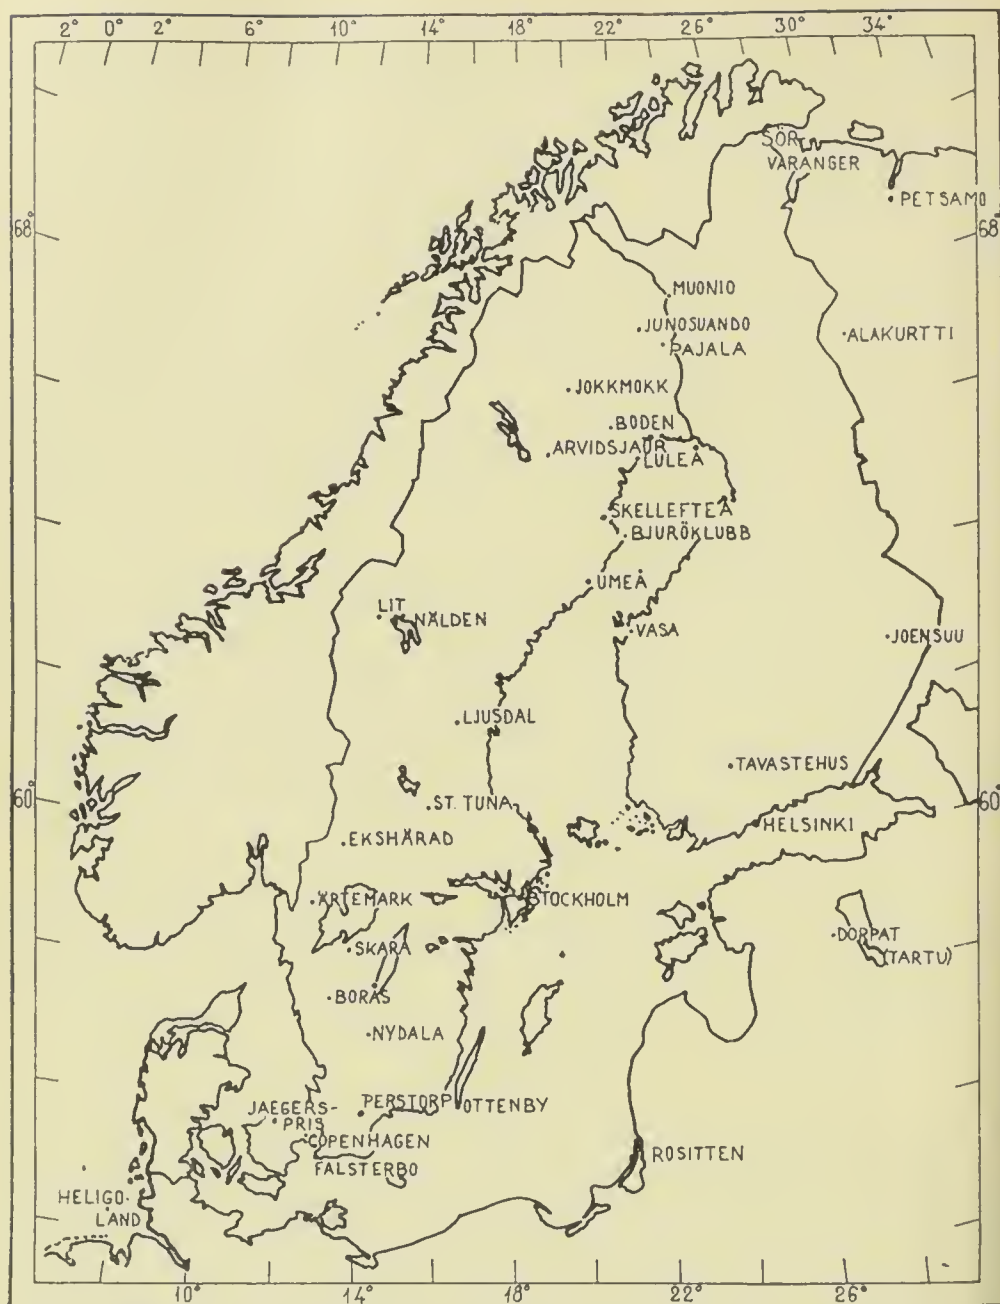 2° 0° 2° 6° 10° 14° 18° 22° 26° 30° 34°
SÖR-
VARANGER
PETSAMO
68° 68°
MUONIO
JUNOSUANDO
PAJALA
ALAKURTTI
JOKKMOKK
BODEN
ARVIDSJAUR
LULEÅ
SKELLEFTEÅ
BJURÖKLUBB
UMEÅ
LIT
NÄLDEN
VASA
JOENSUU
LJUSDAL
TAVASTEHUS
60° 60°
ST. TUNA
HELSINKI
EKSHÄRAD
ÄRTEMARK
STOCKHOLM
DORPAT
(TARTU)
SKARA
BORÅS
NYDALA
JAEGERS-
PRIS
PERSTORP
OTTENBY
COPENHAGEN
FALSTERBO
ROSITTEN
HELIGO-
LAND
10° 14° 18° 22° 26°